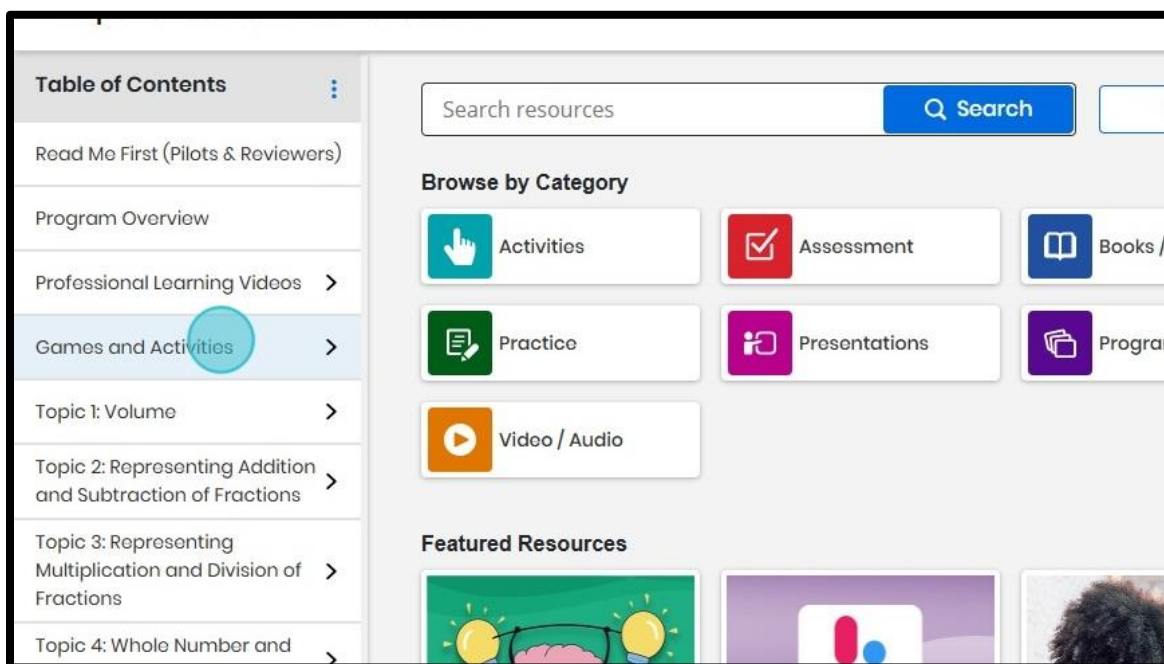 Table of Contents
Read Me First (Pilots & Reviewers)
Program Overview
Professional Learning Videos
Games and Activities
Topic 1: Volume
Topic 2: Representing Addition
and Subtraction of Fractions
Topic 3: Representing
Multiplication and Division of
Fractions
Topic 4: Whole Number and
Search resources
Search
Browse by Category
Activities
Assessment
Books /
Practice
Presentations
Video / Audio
Featured Resources